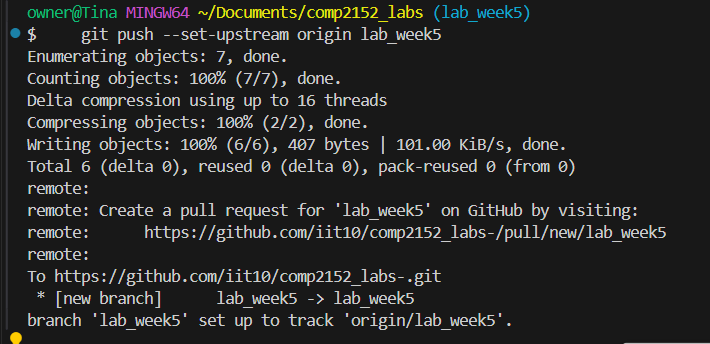 owner@Tina MINGW64 ~/Documents/comp2152_labs (lab_week5)
$     git push --set-upstream origin lab_week5
Enumerating objects: 7, done.
Counting objects: 100% (7/7), done.
Delta compression using up to 16 threads
Compressing objects: 100% (2/2), done.
Writing objects: 100% (6/6), 407 bytes | 101.00 KiB/s, done.
Total 6 (delta 0), reused 0 (delta 0), pack-reused 0 (from 0)
remote:
remote: Create a pull request for 'lab_week5' on GitHub by visiting:
remote:      https://github.com/iit10/comp2152_labs-/pull/new/lab_week5
remote:
To https://github.com/iit10/comp2152_labs-.git
 * [new branch]      lab_week5 -> lab_week5
branch 'lab_week5' set up to track 'origin/lab_week5'.